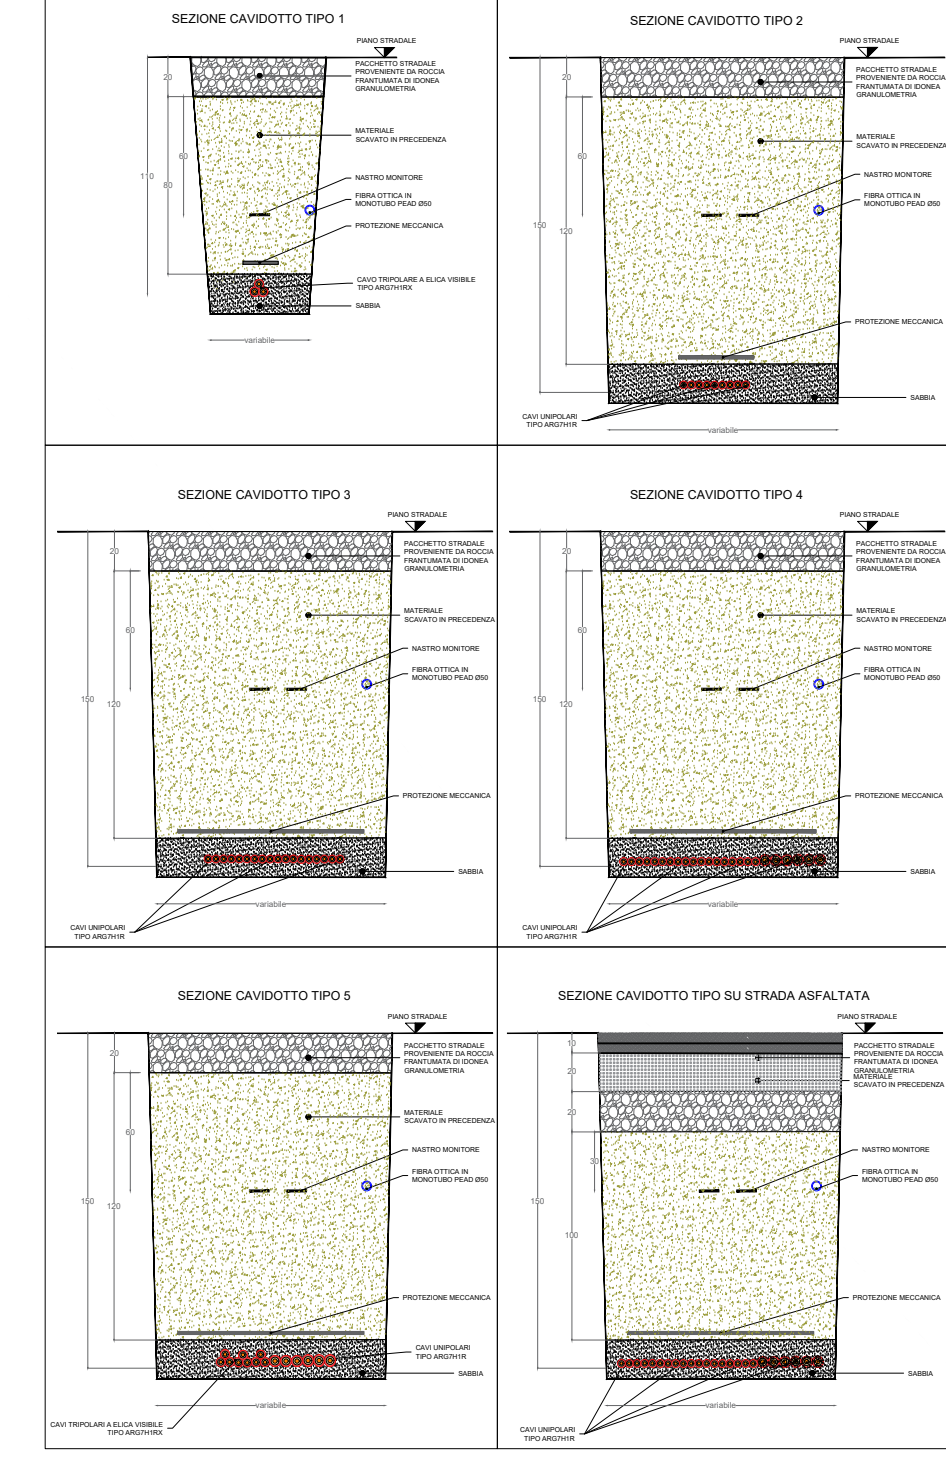 SEZIONE CAVIDOTTO TIPO 1
PIANO STRADALE
PACCHETTO STRADALE
PROVENIENTE DA ROCCIA
FRANTUMATA DI IDONEA
GRANULOMETRIA
MATERIALE
SCAVATO IN PRECEDENZA
NASTRO MONITORE
FIBRA OTTICA IN
MONOTUBO PEAD Ø50
PROTEZIONE MECCANICA
CAVO TRIPOLARE A ELICA VISIBILE
TIPO ARG7H1RX
SABBIA
20
60
110
80
variabile
SEZIONE CAVIDOTTO TIPO 2
PIANO STRADALE
PACCHETTO STRADALE
PROVENIENTE DA ROCCIA
FRANTUMATA DI IDONEA
GRANULOMETRIA
MATERIALE
SCAVATO IN PRECEDENZA
NASTRO MONITORE
FIBRA OTTICA IN
MONOTUBO PEAD Ø50
PROTEZIONE MECCANICA
SABBIA
CAVI UNIPOLARI
TIPO ARG7H1R
20
60
150
120
variabile
SEZIONE CAVIDOTTO TIPO 3
PIANO STRADALE
PACCHETTO STRADALE
PROVENIENTE DA ROCCIA
FRANTUMATA DI IDONEA
GRANULOMETRIA
MATERIALE
SCAVATO IN PRECEDENZA
NASTRO MONITORE
FIBRA OTTICA IN
MONOTUBO PEAD Ø50
PROTEZIONE MECCANICA
SABBIA
CAVI UNIPOLARI
TIPO ARG7H1R
20
60
150
120
variabile
SEZIONE CAVIDOTTO TIPO 4
PIANO STRADALE
PACCHETTO STRADALE
PROVENIENTE DA ROCCIA
FRANTUMATA DI IDONEA
GRANULOMETRIA
MATERIALE
SCAVATO IN PRECEDENZA
NASTRO MONITORE
FIBRA OTTICA IN
MONOTUBO PEAD Ø50
PROTEZIONE MECCANICA
SABBIA
CAVI UNIPOLARI
TIPO ARG7H1R
20
60
150
120
variabile
SEZIONE CAVIDOTTO TIPO 5
PIANO STRADALE
PACCHETTO STRADALE
PROVENIENTE DA ROCCIA
FRANTUMATA DI IDONEA
GRANULOMETRIA
MATERIALE
SCAVATO IN PRECEDENZA
NASTRO MONITORE
FIBRA OTTICA IN
MONOTUBO PEAD Ø50
PROTEZIONE MECCANICA
CAVI UNIPOLARI
TIPO ARG7H1R
SABBIA
CAVI TRIPOLARI A ELICA VISIBILE
TIPO ARG7H1RX
20
60
150
120
variabile
SEZIONE CAVIDOTTO TIPO SU STRADA ASFALTATA
PIANO STRADALE
PACCHETTO STRADALE
PROVENIENTE DA ROCCIA
FRANTUMATA DI IDONEA
GRANULOMETRIA
MATERIALE
SCAVATO IN PRECEDENZA
NASTRO MONITORE
FIBRA OTTICA IN
MONOTUBO PEAD Ø50
PROTEZIONE MECCANICA
SABBIA
CAVI UNIPOLARI
TIPO ARG7H1R
10
20
20
30
150
100
variabile